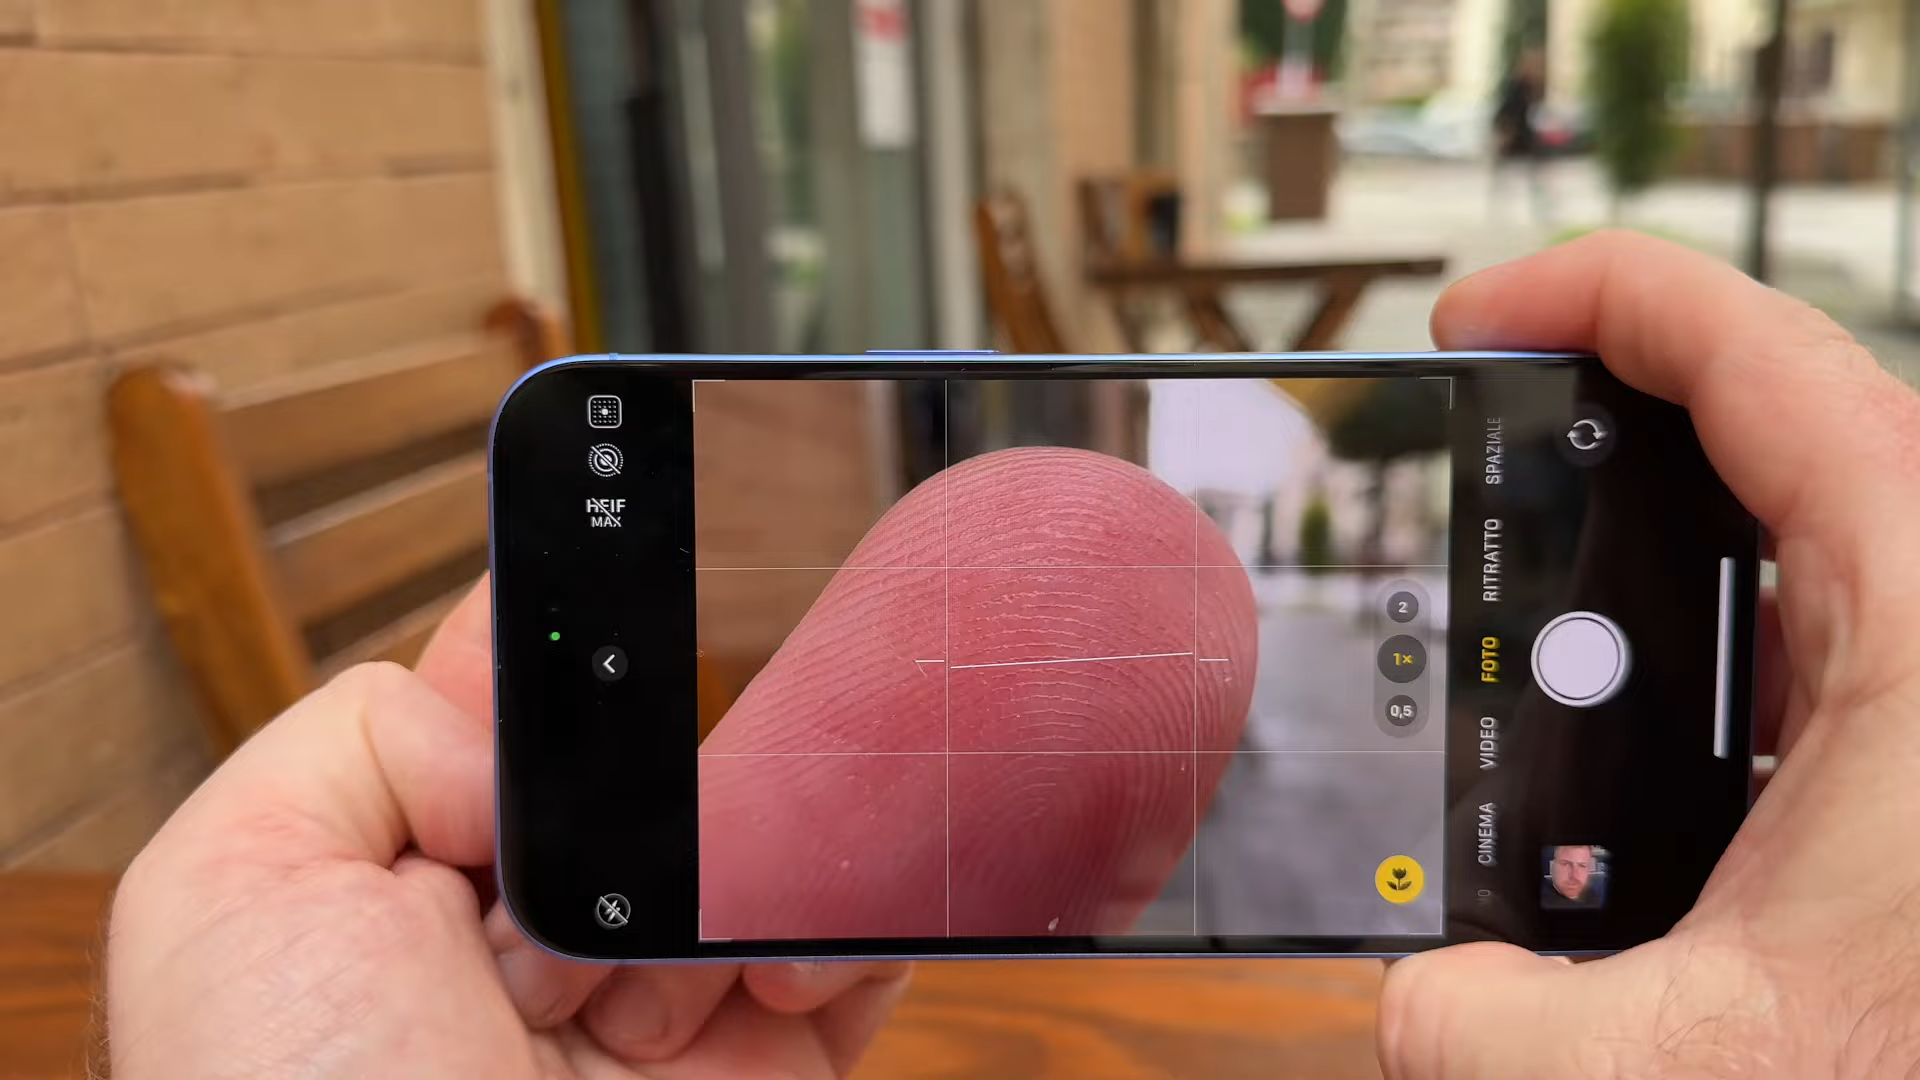 HEIF
MAX
SPAZIALE
RITRATTO
FOTO
VIDEO
CINEMA
2
1×
0,5